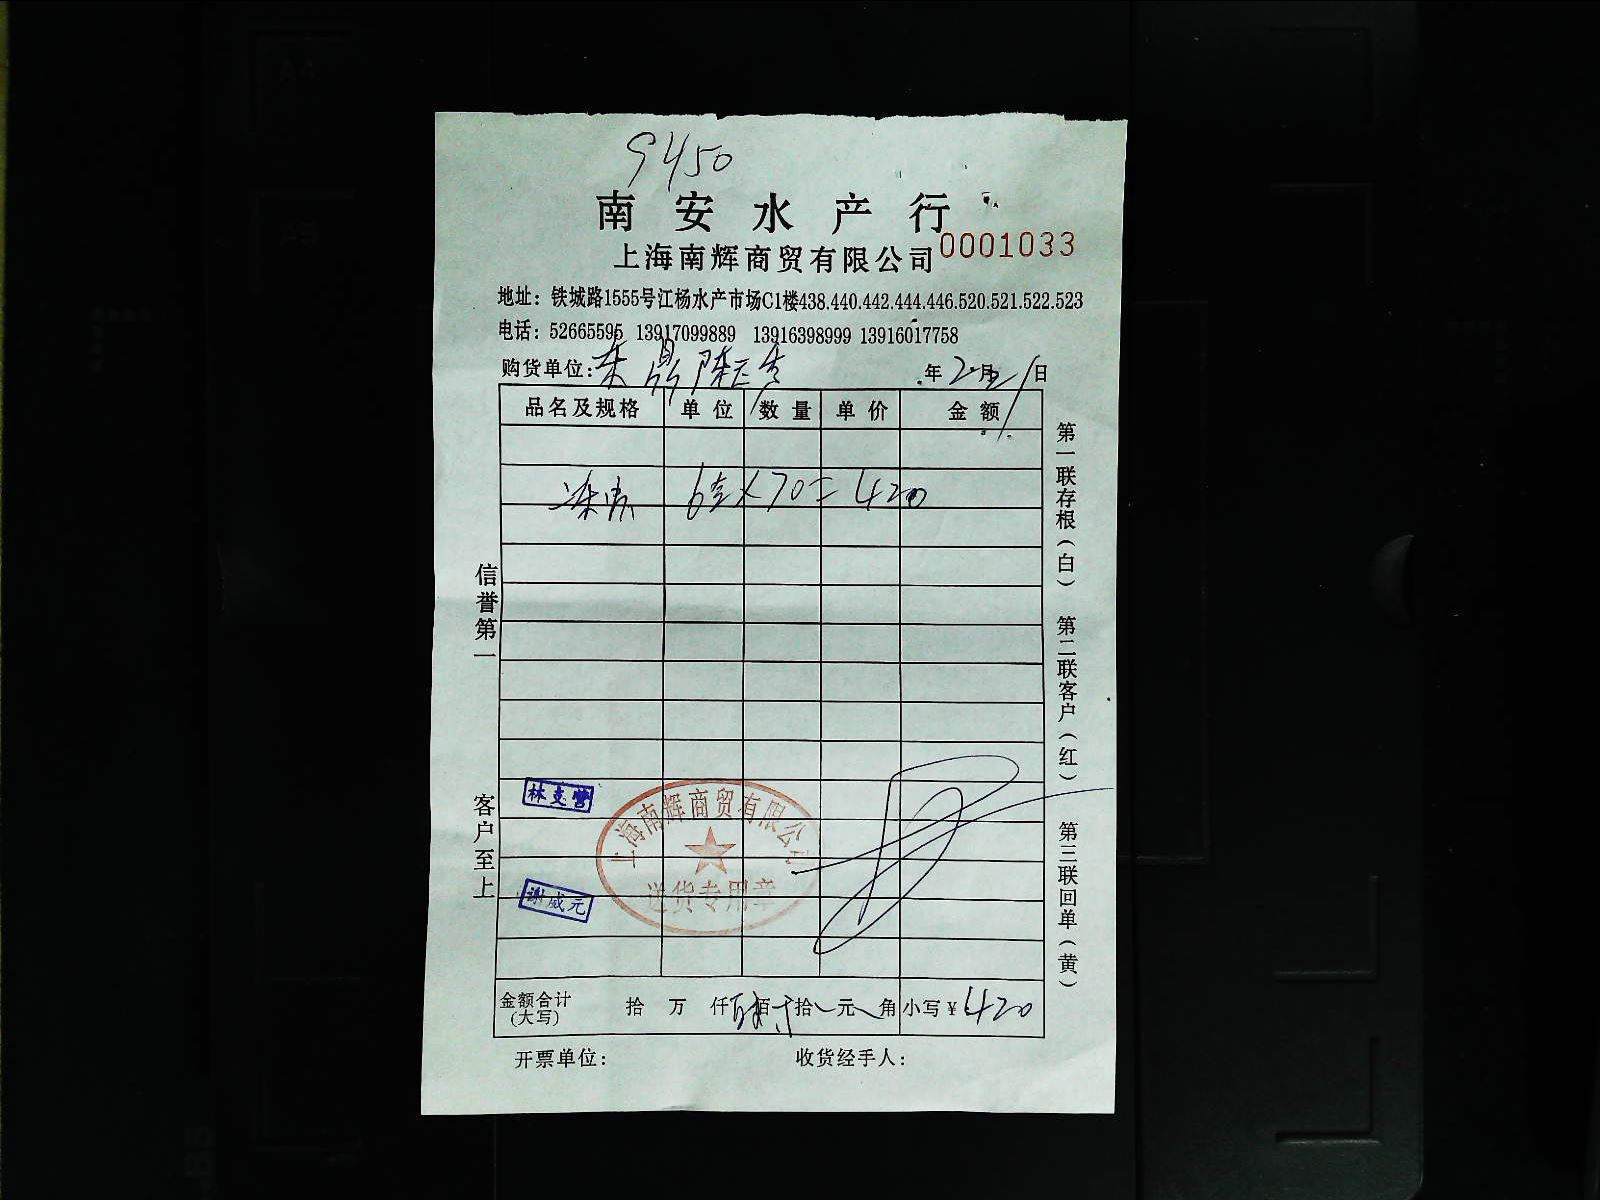 9450
南安水产行
上海南辉商贸有限公司 0001033
地址：铁城路1555号江杨水产市场C1楼438.440.442.444.446.520.521.522.523
电话：52665595 13917099889 13916398999 13916017758
购货单位： 年2月21日
品名及规格 单位 数量 单价 金额
6 × 70 = 420
信誉第一
客户至上
第一联存根（白） 第二联客户（红） 第三联回单（黄）
林支营
上海南辉商贸有限公司
送货专用章
谢成元
金额合计（大写） 拾 万 仟 佰 拾 元 角 小写¥420
开票单位： 收货经手人：